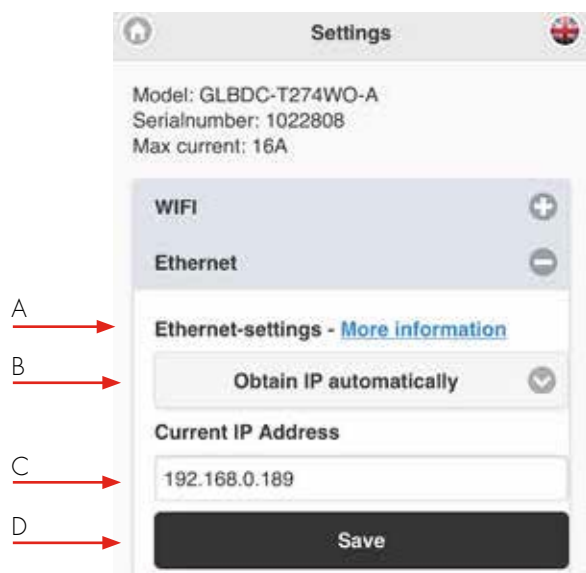 Settings
Model: GLBDC-T274WO-A
Serialnumber: 1022808
Max current: 16A
WIFI
Ethernet
A
Ethernet-settings - More information
B
Obtain IP automatically
Current IP Address
C
192.168.0.189
D
Save